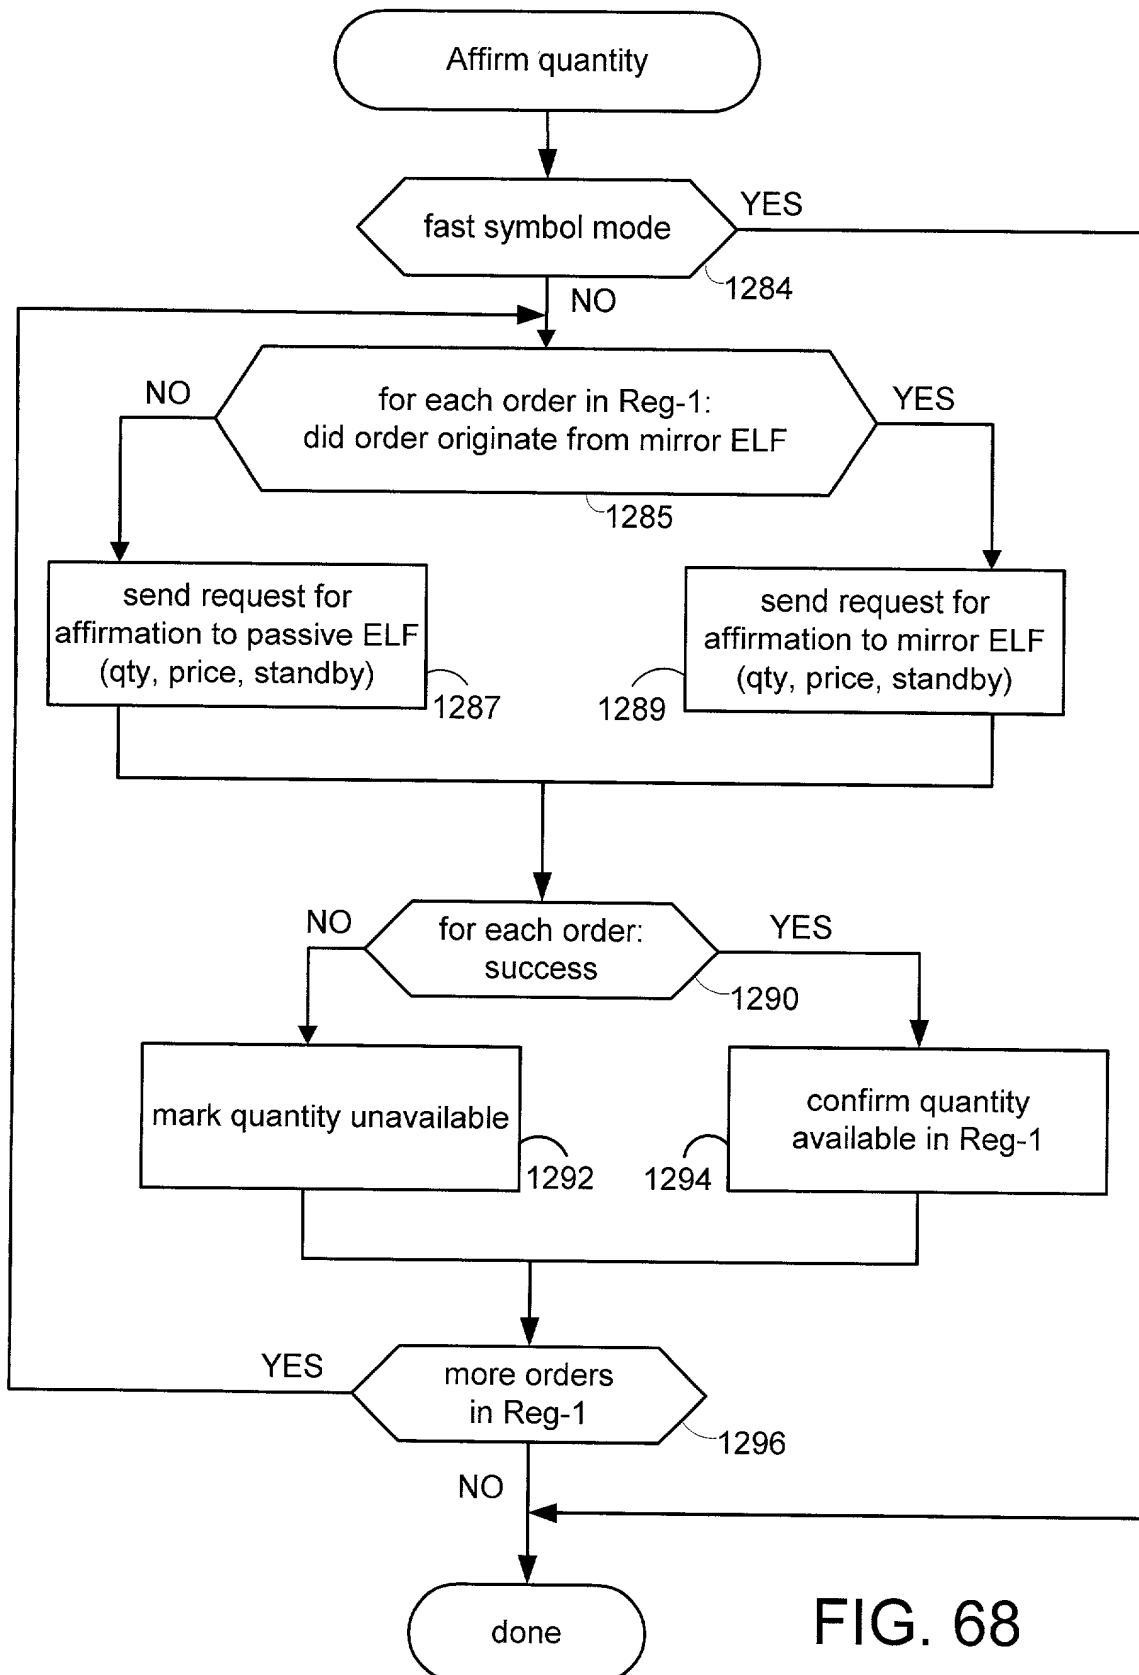 Affirm quantity
fast symbol mode
YES
1284
NO
for each order in Reg-1:
did order originate from mirror ELF
NO
YES
1285
send request for
affirmation to passive ELF
(qty, price, standby)
1287
send request for
affirmation to mirror ELF
(qty, price, standby)
1289
for each order:
success
NO
YES
1290
mark quantity unavailable
1292
confirm quantity
available in Reg-1
1294
more orders
in Reg-1
YES
1296
NO
done
FIG. 68